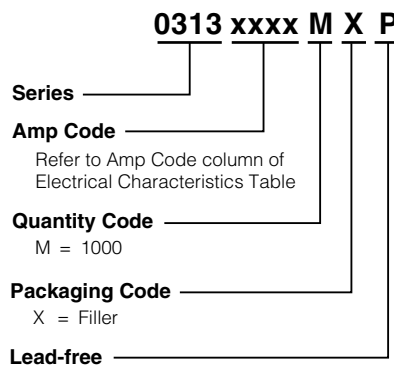 0313 xxxx M X P
Series
Amp Code
Refer to Amp Code column of
Electrical Characteristics Table
Quantity Code
M = 1000
Packaging Code
X = Filler
Lead-free